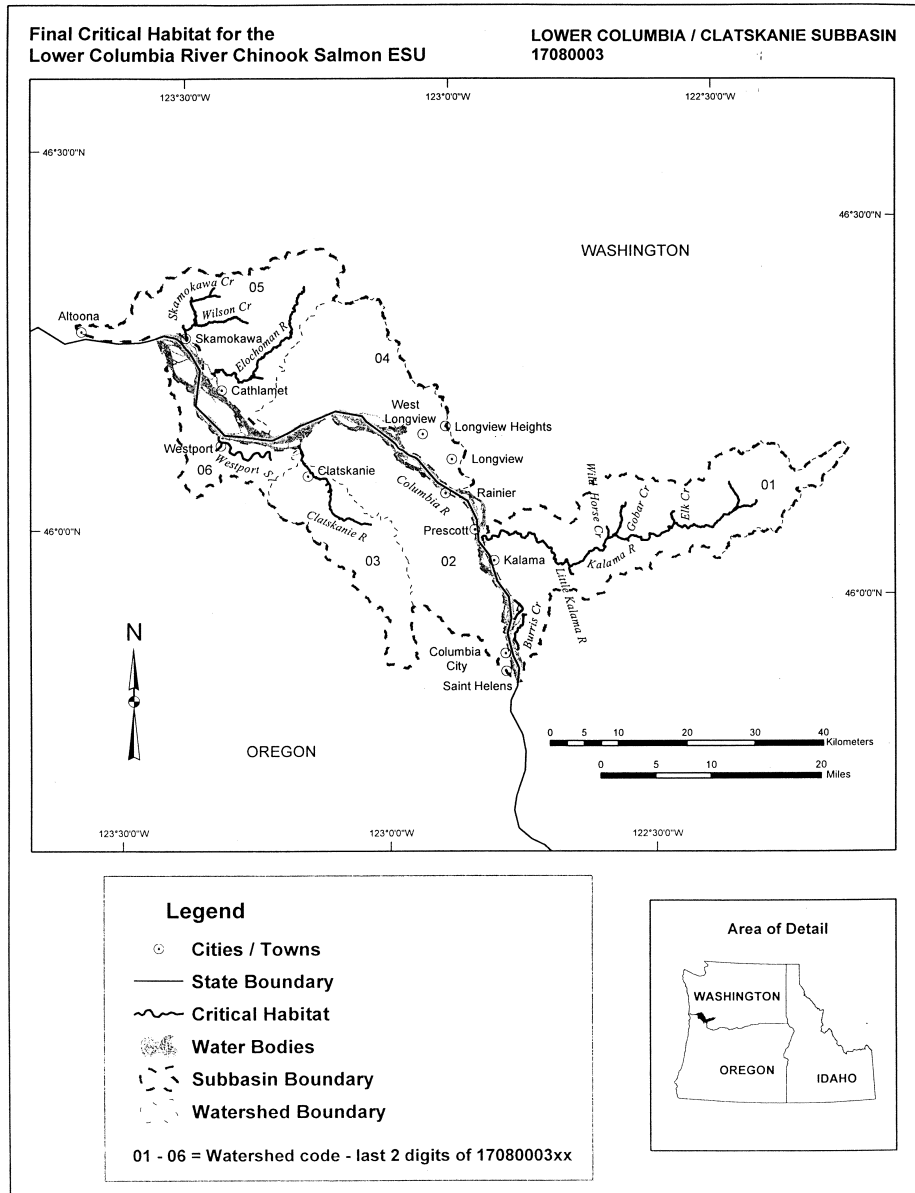 Final Critical Habitat for the
Lower Columbia River Chinook Salmon ESU
LOWER COLUMBIA / CLATSKANIE SUBBASIN
17080003
123°30'0"W
123°0'0"W
122°30'0"W
46°30'0"N
46°30'0"N
WASHINGTON
Skamokawa Cr
05
Wilson Cr
Altoona
Skamokawa
Elochoman R
04
Cathlamet
West
Longview
Longview Heights
Longview
Westport
06
Westport S
Clatskanie
Columbia R
Rainier
Wild Horse Cr
Gobar Cr
Elk Cr
01
46°0'0"N
Clatskanie R
Prescott
Kalama
Kalama R
03
02
Little Kalama R
46°0'0"N
Burris Cr
N
Columbia
City
Saint Helens
OREGON
0 5 10 20 30 40
Kilometers
0 5 10 20
Miles
123°30'0"W
123°0'0"W
122°30'0"W
Legend
Cities / Towns
State Boundary
Critical Habitat
Water Bodies
Subbasin Boundary
Watershed Boundary
01 - 06 = Watershed code - last 2 digits of 17080003xx
Area of Detail
WASHINGTON
OREGON
IDAHO